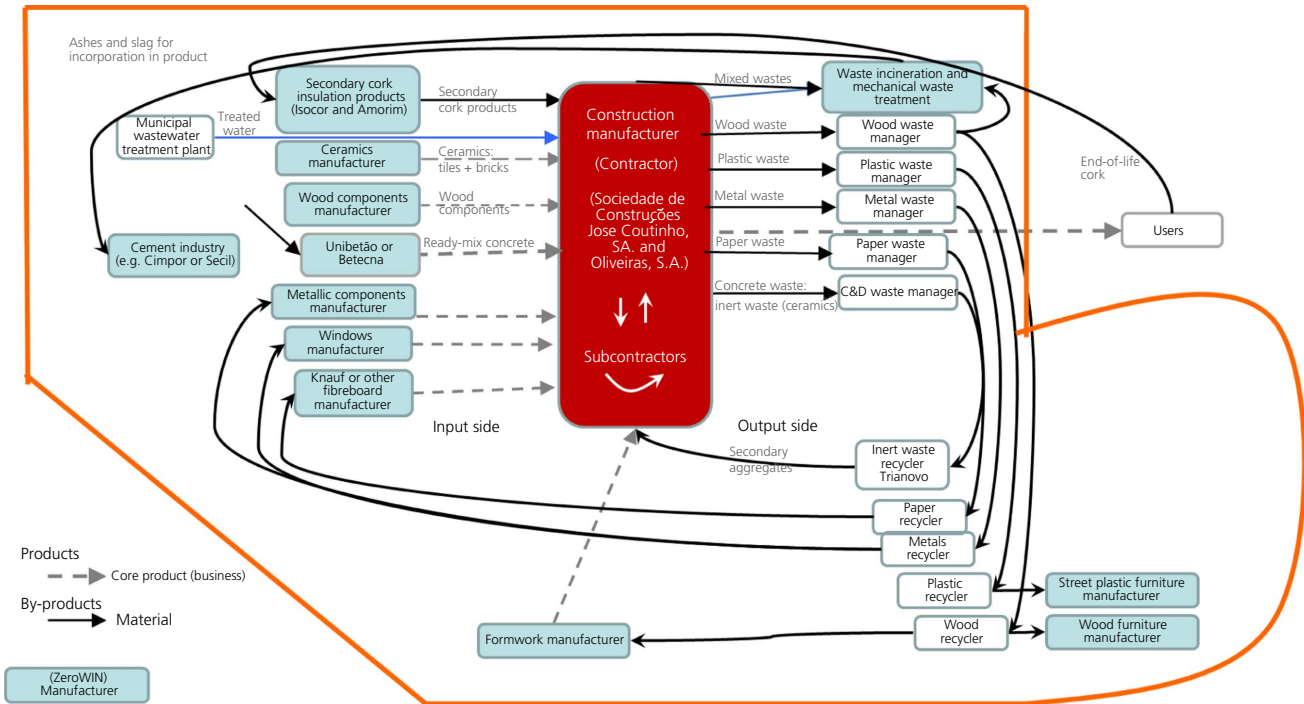 Ashes and slag for
incorporation in product
Secondary cork
insulation products
(Isocor and Amorim)
Secondary
cork products
Municipal
wastewater
treatment plant
Treated
water
Ceramics
manufacturer
Ceramics:
tiles + bricks
Wood components
manufacturer
Wood
components
Cement industry
(e.g. Cimpor or Secil)
Unibetão or
Betecna
Ready-mix concrete
Metallic components
manufacturer
Windows
manufacturer
Knauf or other
fibreboard
manufacturer
Input side
Construction
manufacturer
(Contractor)
(Sociedade de
Construções
Jose Coutinho,
SA. and
Oliveiras, S.A.)
Subcontractors
Output side
Mixed wastes
Waste incineration and
mechanical waste
treatment
Wood waste
Wood waste
manager
Plastic waste
Plastic waste
manager
Metal waste
Metal waste
manager
Paper waste
Paper waste
manager
Concrete waste:
inert waste (ceramics)
C&D waste manager
End-of-life
cork
Users
Secondary
aggregates
Inert waste
recycler
Trianovo
Paper
recycler
Metals
recycler
Plastic
recycler
Street plastic furniture
manufacturer
Wood
recycler
Wood furniture
manufacturer
Formwork manufacturer
Products
Core product (business)
By-products
Material
(ZeroWIN)
Manufacturer